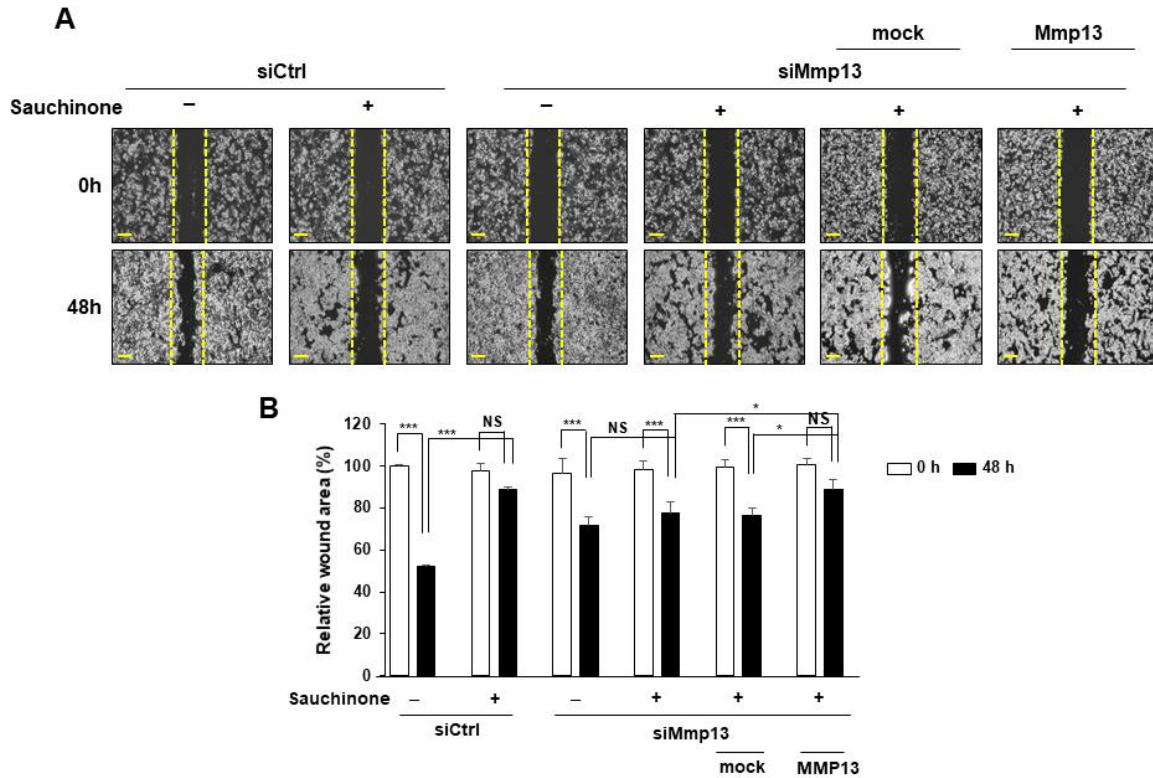 A
mock Mmp13
siCtrl siMmp13
Sauchinone – + – + + +
0h
48h
B
Relative wound area (%)
120
100
80
60
40
20
0
*** *** NS *** NS *** * *** * NS
0 h 48 h
Sauchinone – + – + + +
siCtrl siMmp13
mock MMP13